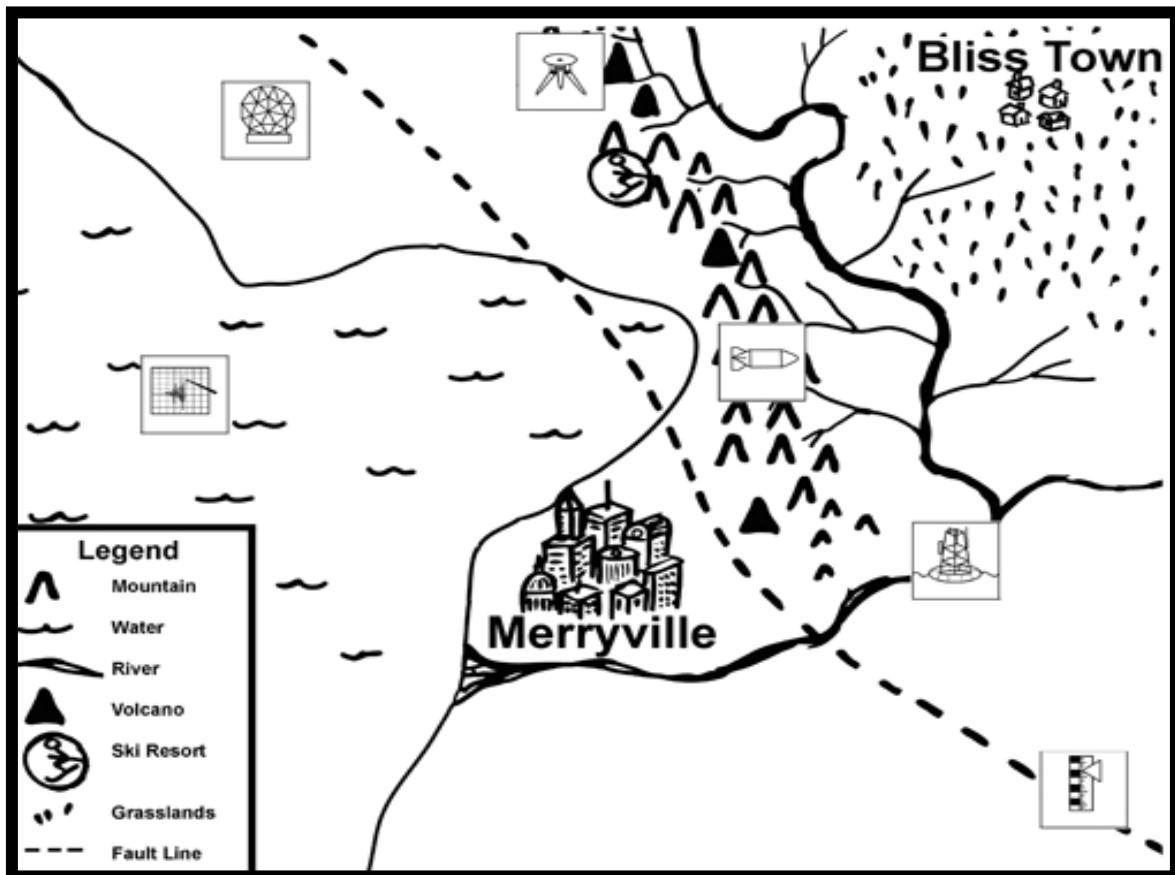 Bliss Town
Merryville
Legend
Mountain
Water
River
Volcano
Ski Resort
Grasslands
Fault Line